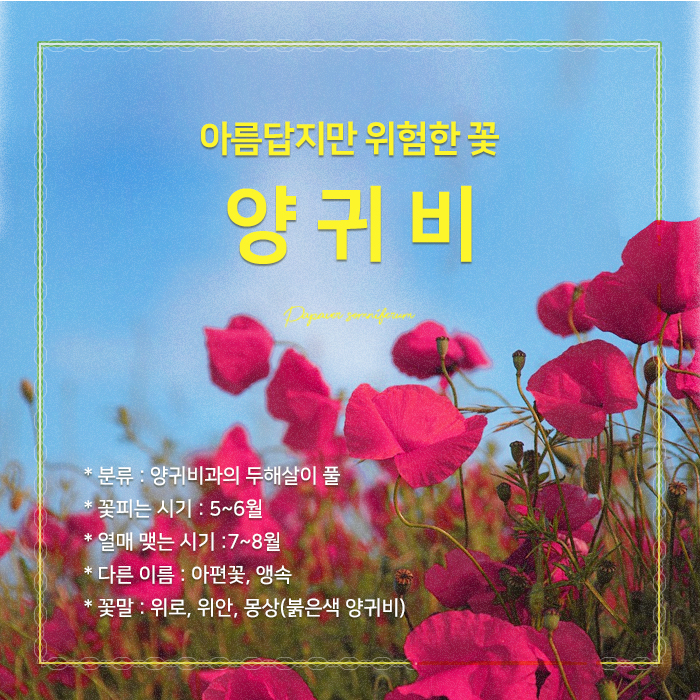 아름답지만 위험한 꽃
양귀비
* 분류 : 양귀비과의 두해살이 풀
* 꽃피는 시기 : 5~6월
* 열매 맺는 시기 :7~8월
* 다른 이름 : 아편꽃, 앵속
* 꽃말 : 위로, 위안, 몽상(붉은색 양귀비)